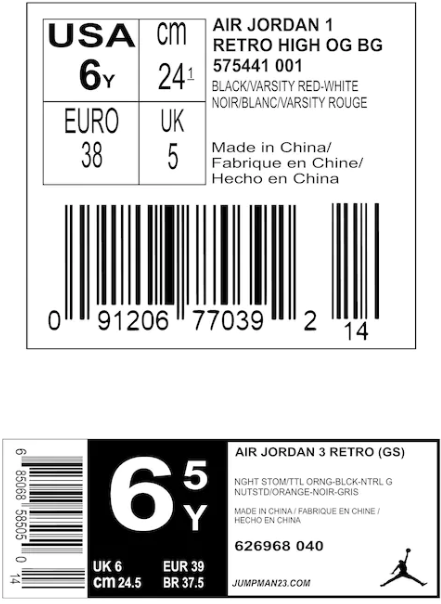 USA
6Y
cm
24 1
EURO
38
UK
5
AIR JORDAN 1
RETRO HIGH OG BG
575441 001
BLACK/VARSITY RED-WHITE
NOIR/BLANC/VARSITY ROUGE
Made in China/
Fabrique en Chine/
Hecho en China
0 91206 77039 2 14
6 85068 58505 0 14
6 5Y
UK 6 EUR 39
cm 24.5 BR 37.5
AIR JORDAN 3 RETRO (GS)
NGHT STOM/TTL ORNG-BLCK-NTRL G
NUTSTD/ORANGE-NOIR-GRIS
MADE IN CHINA / FABRIQUE EN CHINE /
HECHO EN CHINA
626968 040
JUMPMAN23.COM